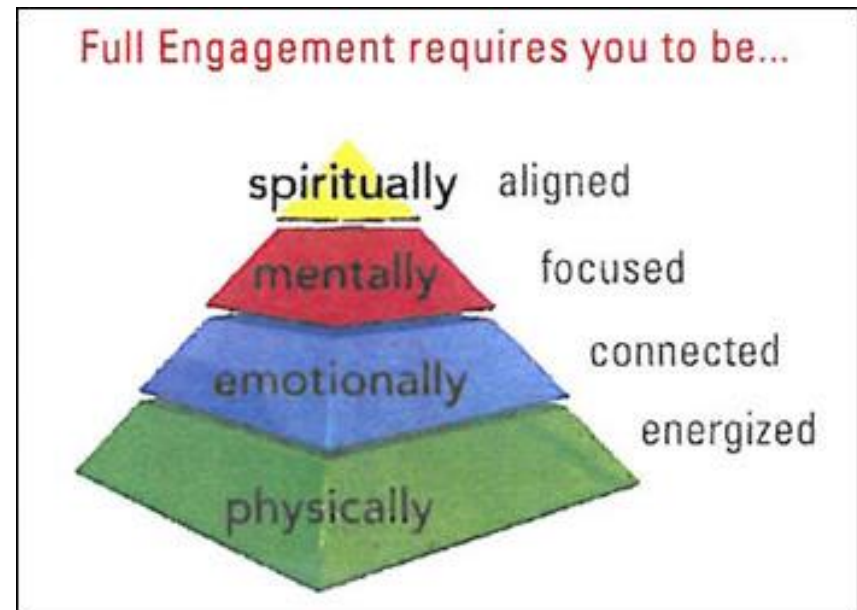 Full Engagement requires you to be...
spiritually aligned
mentally focused
emotionally connected
physically energized